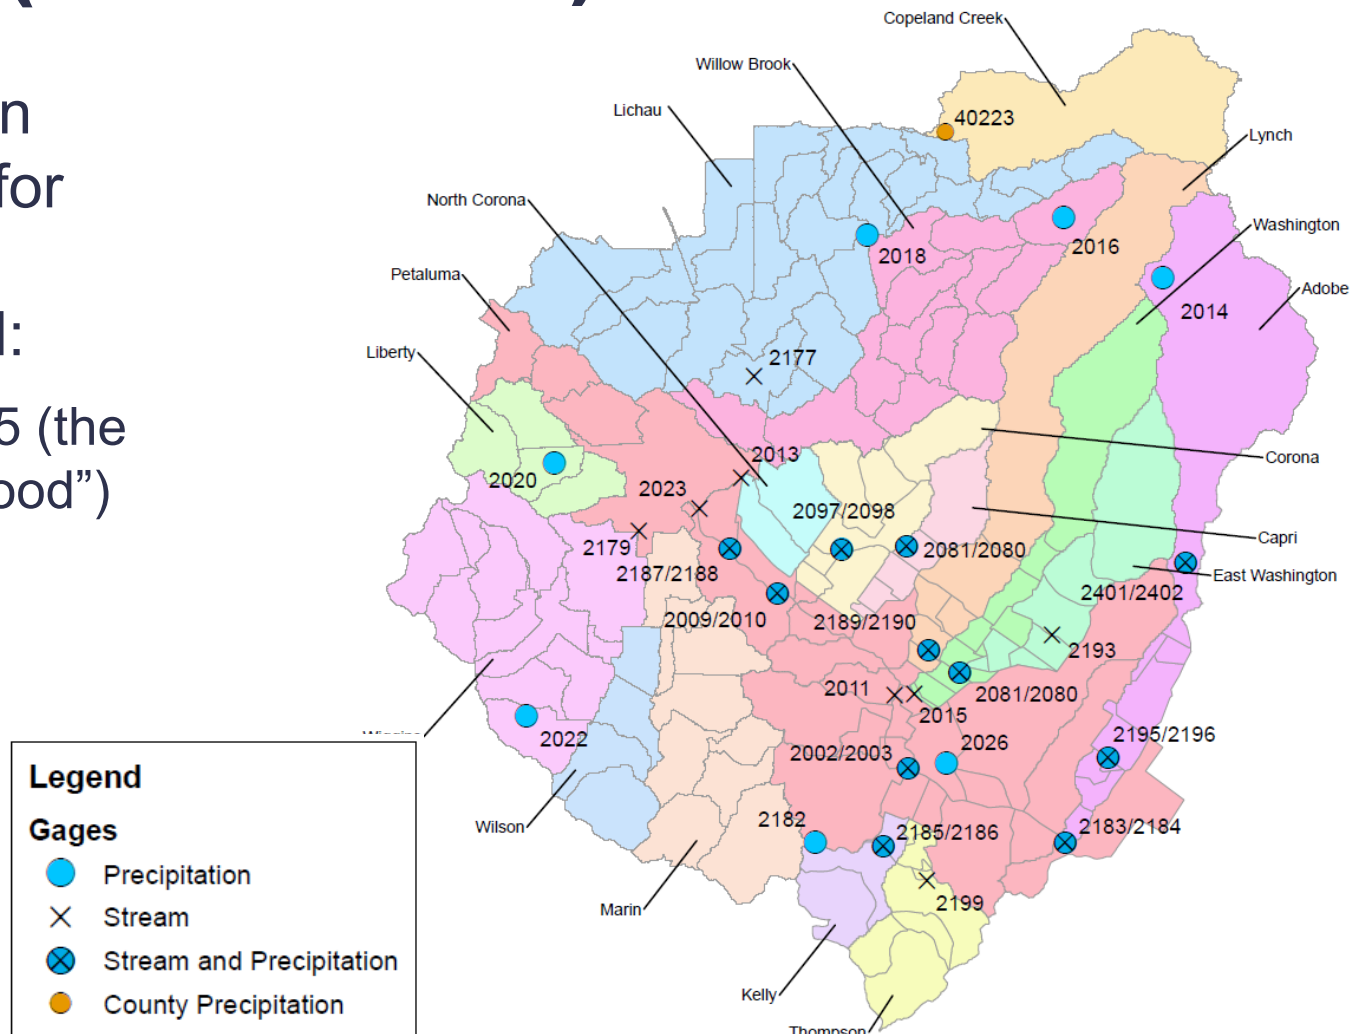 (
)
n
for
l:
5 (the
ood”)
Copeland Creek
Willow Brook
Lichau
40223
Lynch
North Corona
Washington
2018
2016
Petaluma
Adobe
2014
Liberty
2177
2013
Corona
2020
2023
2097/2098
Capri
2179
2081/2080
2187/2188
East Washington
2401/2402
2009/2010
2189/2190
2193
2011
2081/2080
2015
2022
2195/2196
2002/2003
2026
Wilson
2182
2185/2186
2183/2184
Marin
2199
Kelly
Thompson
Legend
Gages
Precipitation
Stream
Stream and Precipitation
County Precipitation